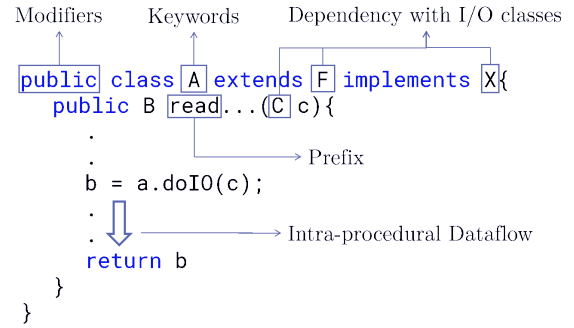 Modifiers Keywords Dependency with I/O classes
public class A extends F implements X{
public B read...(C c){
.
.
Prefix
b = a.doIO(c);
.
.
Intra-procedural Dataflow
return b
}
}